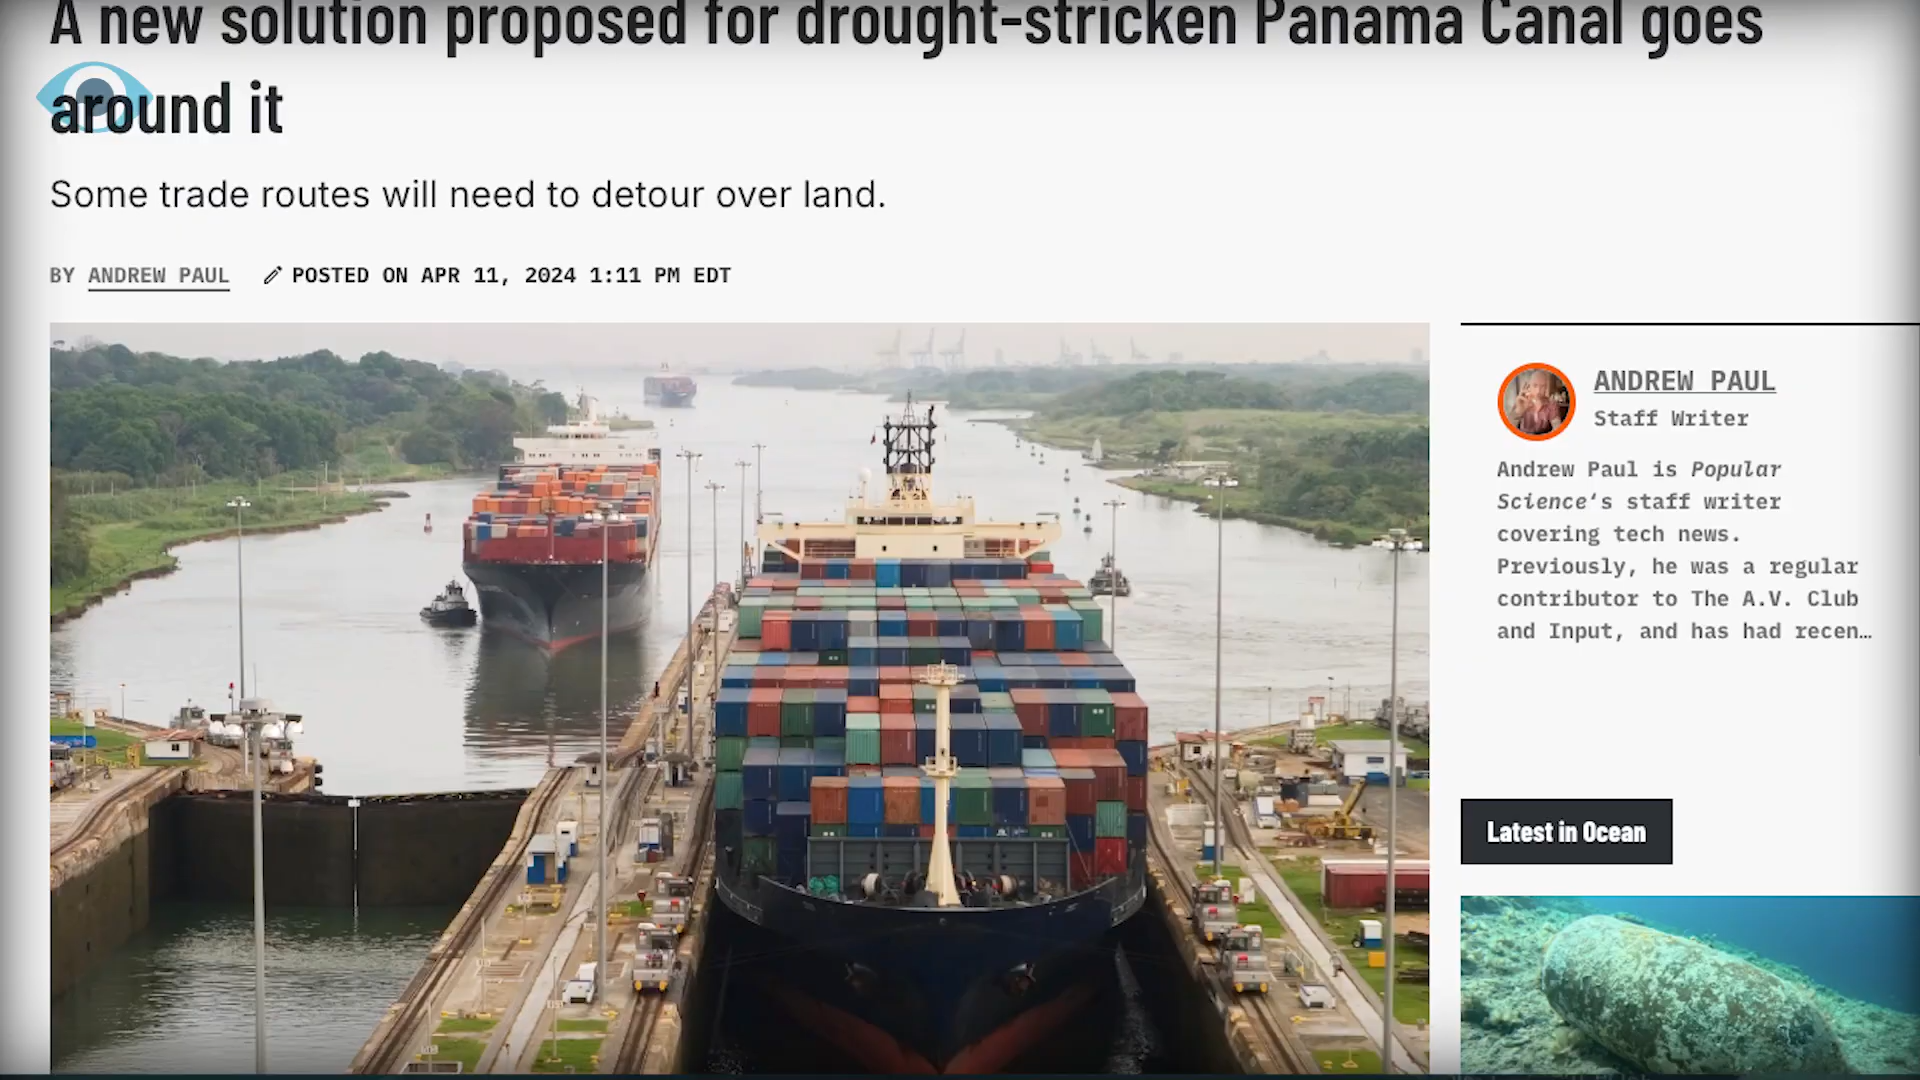 A new solution proposed for drought-stricken Panama Canal goes
around it
Some trade routes will need to detour over land.
BY ANDREW PAUL POSTED ON APR 11, 2024 1:11 PM EDT
ANDREW PAUL
Staff Writer
Andrew Paul is Popular
Science‘s staff writer
covering tech news.
Previously, he was a regular
contributor to The A.V. Club
and Input, and has had recen…
Latest in Ocean